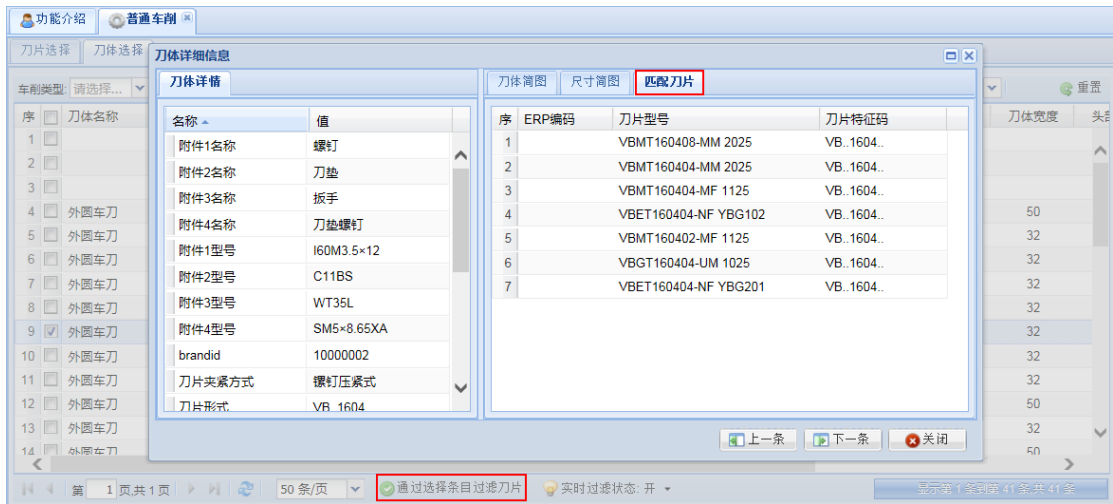 功能介绍 普通车削
刀片选择 刀体选择
车削类型: 请选择... 重置
序 刀体名称 刀体宽度
1
2
3
4 外圆车刀 50
5 外圆车刀 32
6 外圆车刀 32
7 外圆车刀 32
8 外圆车刀 32
9 外圆车刀 32
10 外圆车刀 32
11 外圆车刀 32
12 外圆车刀 50
13 外圆车刀 32
14 外圆车刀 50
刀体详细信息
刀体详情
名称 值
附件1名称 螺钉
附件2名称 刀垫
附件3名称 扳手
附件4名称 刀垫螺钉
附件1型号 I60M3.5×12
附件2型号 C11BS
附件3型号 WT35L
附件4型号 SM5×8.65XA
brandid 10000002
刀片夹紧方式 镙钉压紧式
刀片形式 VB_1604
刀体简图 尺寸简图 匹配刀片
序 ERP编码 刀片型号 刀片特征码
1 VBMT160408-MM 2025 VB..1604..
2 VBMT160404-MM 2025 VB..1604..
3 VBMT160404-MF 1125 VB..1604..
4 VBET160404-NF YBG102 VB..1604..
5 VBMT160402-MF 1125 VB..1604..
6 VBGT160404-UM 1025 VB..1604..
7 VBET160404-NF YBG201 VB..1604..
上一条 下一条 关闭
第 1 页,共 1 页 50 条/页 通过选择条目过滤刀片 实时过滤状态: 开 显示第 1 条到第 41 条,共 41 条